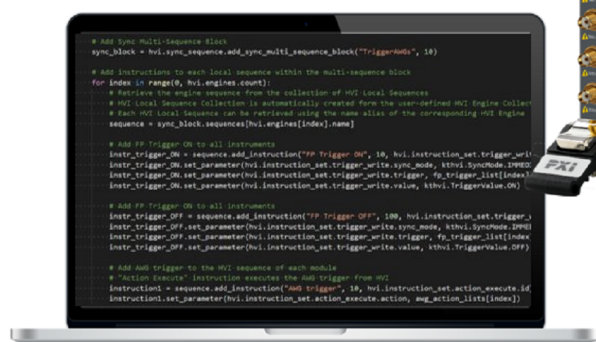 # Add Sync Multi-Sequence Block
sync_block = hvi.sync_sequence.add_sync_multi_sequence_block("TriggerAWGs", 10)
# Add instructions to each local sequence within the multi-sequence block
for index in range(0, hvi.engines.count):
# Retrieve the engine sequence from the collection of HVI Local Sequences
# HVI Local Sequence Collection is automatically created form the user-defined HVI Engine Collect
# Each HVI Local Sequence can be retrieved using the name alias of the corresponding HVI Engine
sequence = sync_block.sequences[hvi.engines[index].name]
# Add FP Trigger ON to all instruments
instr_trigger_ON = sequence.add_instruction("FP Trigger ON", 10, hvi.instruction_set.trigger_wri
instr_trigger_ON.set_parameter(hvi.instruction_set.trigger_write.sync_mode, kthvi.SyncMode.IMMED
instr_trigger_ON.set_parameter(hvi.instruction_set.trigger_write.trigger, fp_trigger_list[index]
instr_trigger_ON.set_parameter(hvi.instruction_set.trigger_write.value, kthvi.TriggerValue.ON)
# Add FP Trigger OFF to all instruments
instr_trigger_OFF = sequence.add_instruction("FP Trigger OFF", 100, hvi.instruction_set.trigger_
instr_trigger_OFF.set_parameter(hvi.instruction_set.trigger_write.sync_mode, kthvi.SyncMode.IMME
instr_trigger_OFF.set_parameter(hvi.instruction_set.trigger_write.trigger, fp_trigger_list[index
instr_trigger_OFF.set_parameter(hvi.instruction_set.trigger_write.value, kthvi.TriggerValue.OFF)
# Add AWG trigger to the HVI sequence of each module
# "Action Execute" instruction executes the AWG trigger from HVI
instruction1 = sequence.add_instruction("AWG trigger", 10, hvi.instruction_set.action_execute.id
instruction1.set_parameter(hvi.instruction_set.action_execute.action, awg_action_lists[index])
PXI